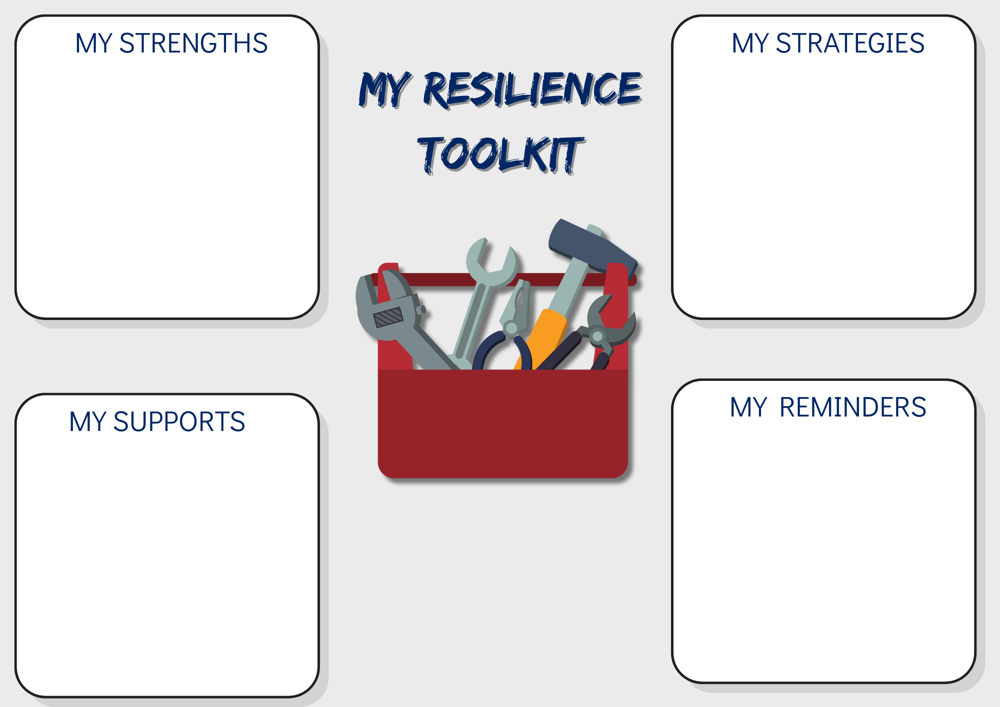 MY STRENGTHS
MY STRATEGIES
MY RESILIENCE
TOOLKIT
MY SUPPORTS
MY REMINDERS